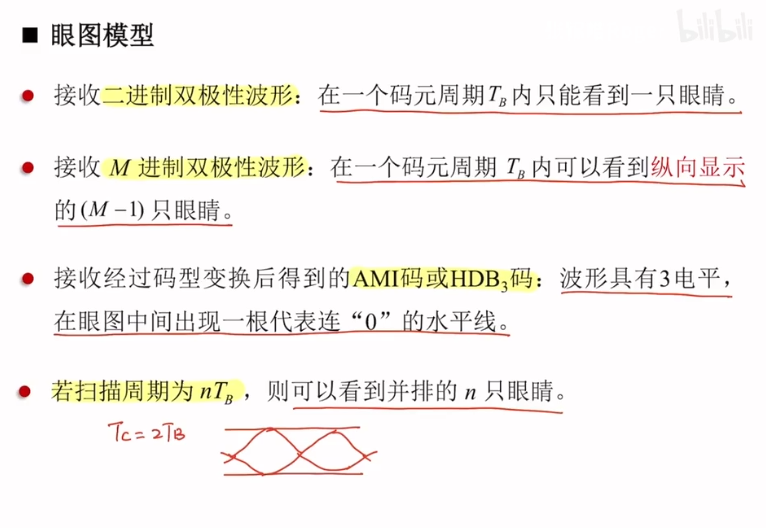 bilibili
■ 眼图模型
● 接收二进制双极性波形：在一个码元周期T_B内只能看到一只眼睛。
● 接收 M 进制双极性波形：在一个码元周期 T_B 内可以看到纵向显示
的(M−1) 只眼睛。
● 接收经过码型变换后得到的AMI码或HDB₃码：波形具有3电平，
在眼图中间出现一根代表连“0”的水平线。
● 若扫描周期为 nT_B，则可以看到并排的 n 只眼睛。
T_C=2T_B